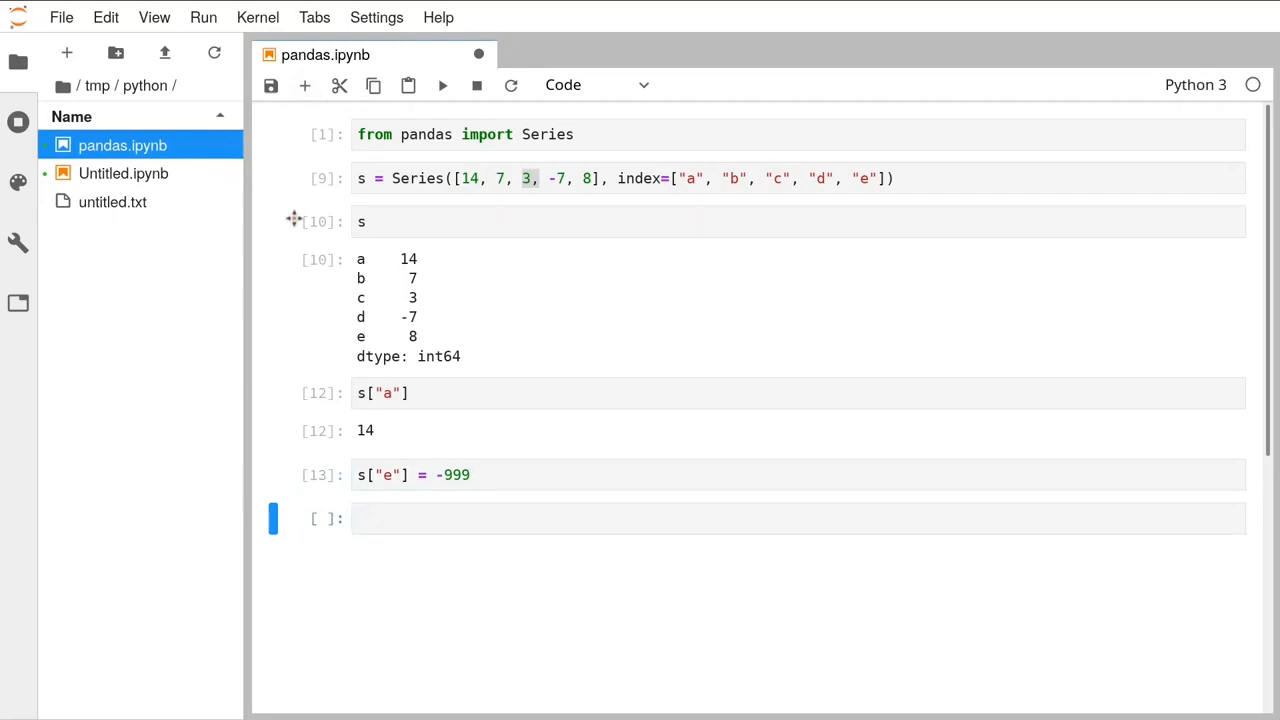 File Edit View Run Kernel Tabs Settings Help
pandas.ipynb
/ tmp / python /
Code
Python 3
Name
pandas.ipynb
Untitled.ipynb
untitled.txt
[1]: from pandas import Series
[9]: s = Series([14, 7, 3, -7, 8], index=["a", "b", "c", "d", "e"])
[10]: s
[10]: a 14
b 7
c 3
d -7
e 8
dtype: int64
[12]: s["a"]
[12]: 14
[13]: s["e"] = -999
[ ]: